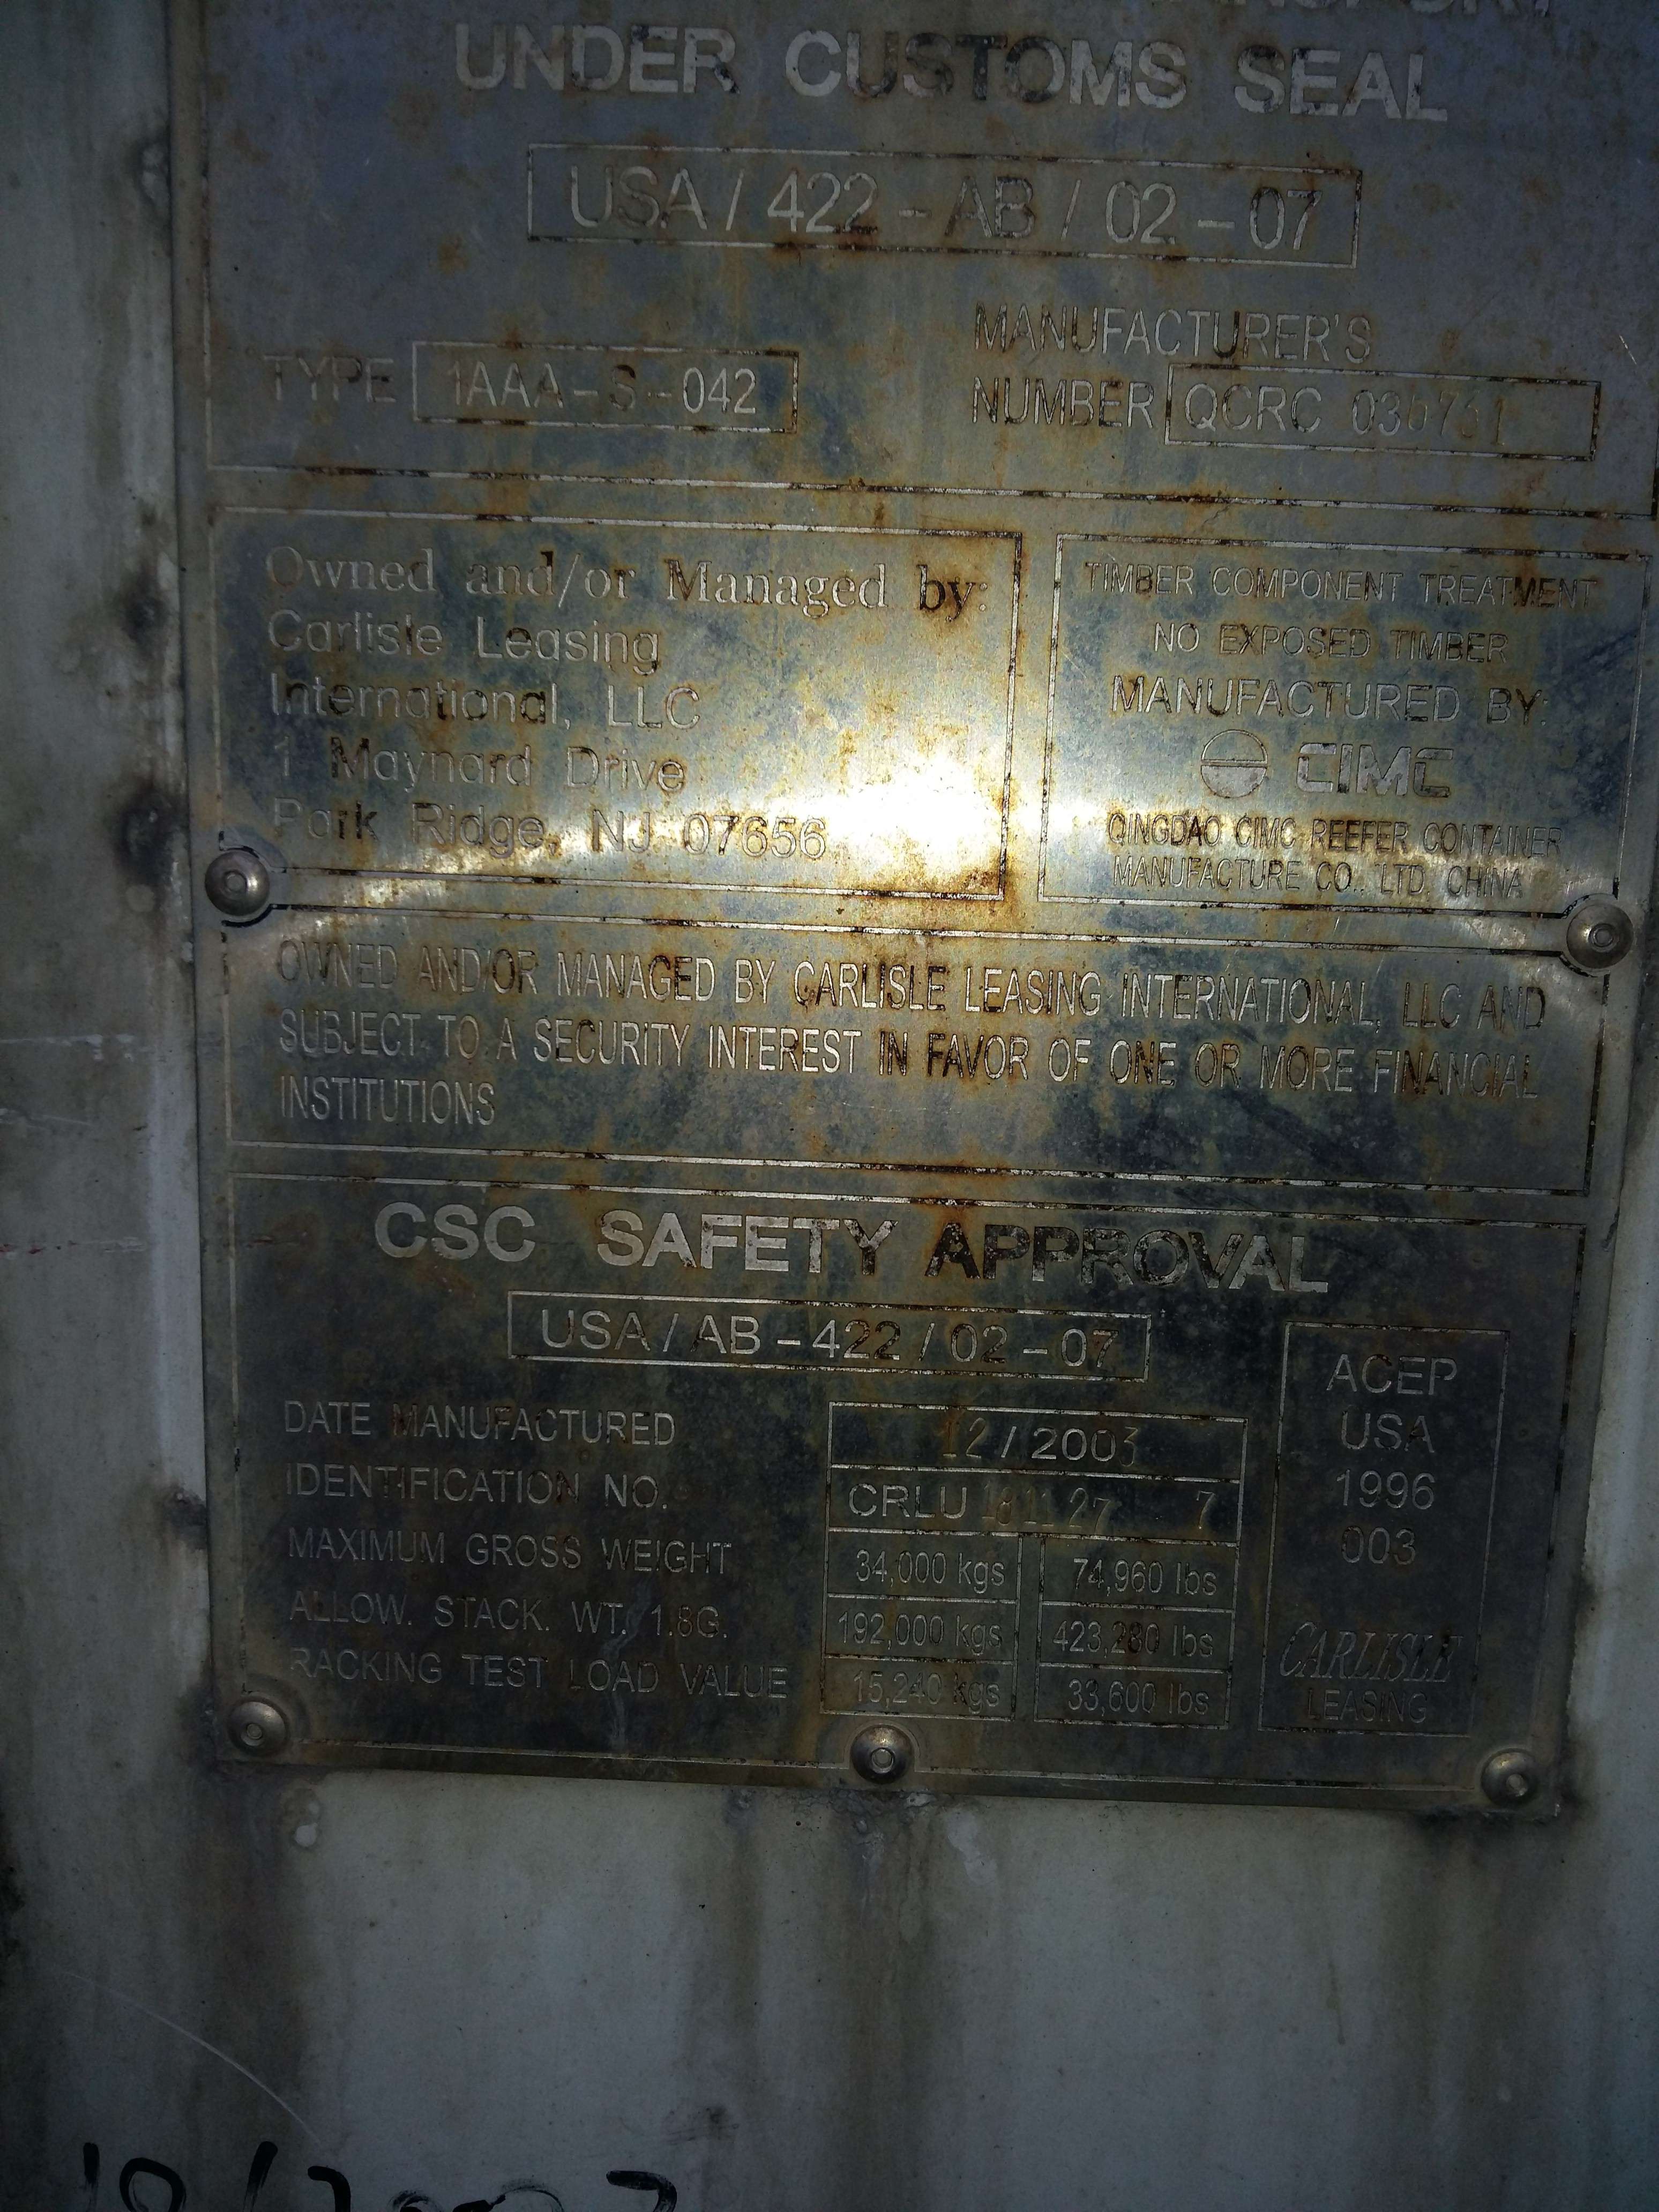 UNDER CUSTOMS SEAL
USA / 422 - AB / 02 - 07
TYPE 1AAA-S-042
MANUFACTURER'S
NUMBER QCRC
Owned and/or Managed by:
Carlisle Leasing
International, LLC
1 Maynard Drive
Park Ridge, NJ 07656
TIMBER COMPONENT TREATMENT
NO EXPOSED TIMBER
MANUFACTURED BY:
CIMC
QINGDAO CIMC REEFER CONTAINER
MANUFACTURE CO., LTD. CHINA
OWNED AND/OR MANAGED BY CARLISLE LEASING INTERNATIONAL, LLC AND
SUBJECT TO A SECURITY INTEREST IN FAVOR OF ONE OR MORE FINANCIAL
INSTITUTIONS
CSC SAFETY APPROVAL
USA / AB - 422 / 02 - 07
DATE MANUFACTURED 12 / 2003
IDENTIFICATION NO. CRLU 181127 7
MAXIMUM GROSS WEIGHT 34,000 kgs 74,960 lbs
ALLOW. STACK. WT. 1.8G. 192,000 kgs 423,280 lbs
RACKING TEST LOAD VALUE 15,240 kgs 33,600 lbs
ACEP
USA
1996
003
CARLISLE
LEASING